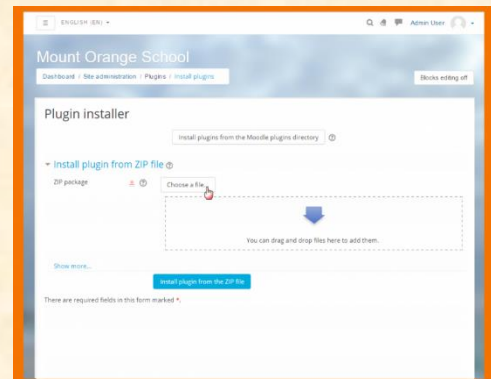 ENGLISH (EN)
Admin User
Mount Orange School
Dashboard / Site administration / Plugins / Install plugins
Blocks editing off
Plugin installer
Install plugins from the Moodle plugins directory
Install plugin from ZIP file
ZIP package
Choose a file...
You can drag and drop files here to add them.
Show more...
Install plugin from the ZIP file
There are required fields in this form marked *.